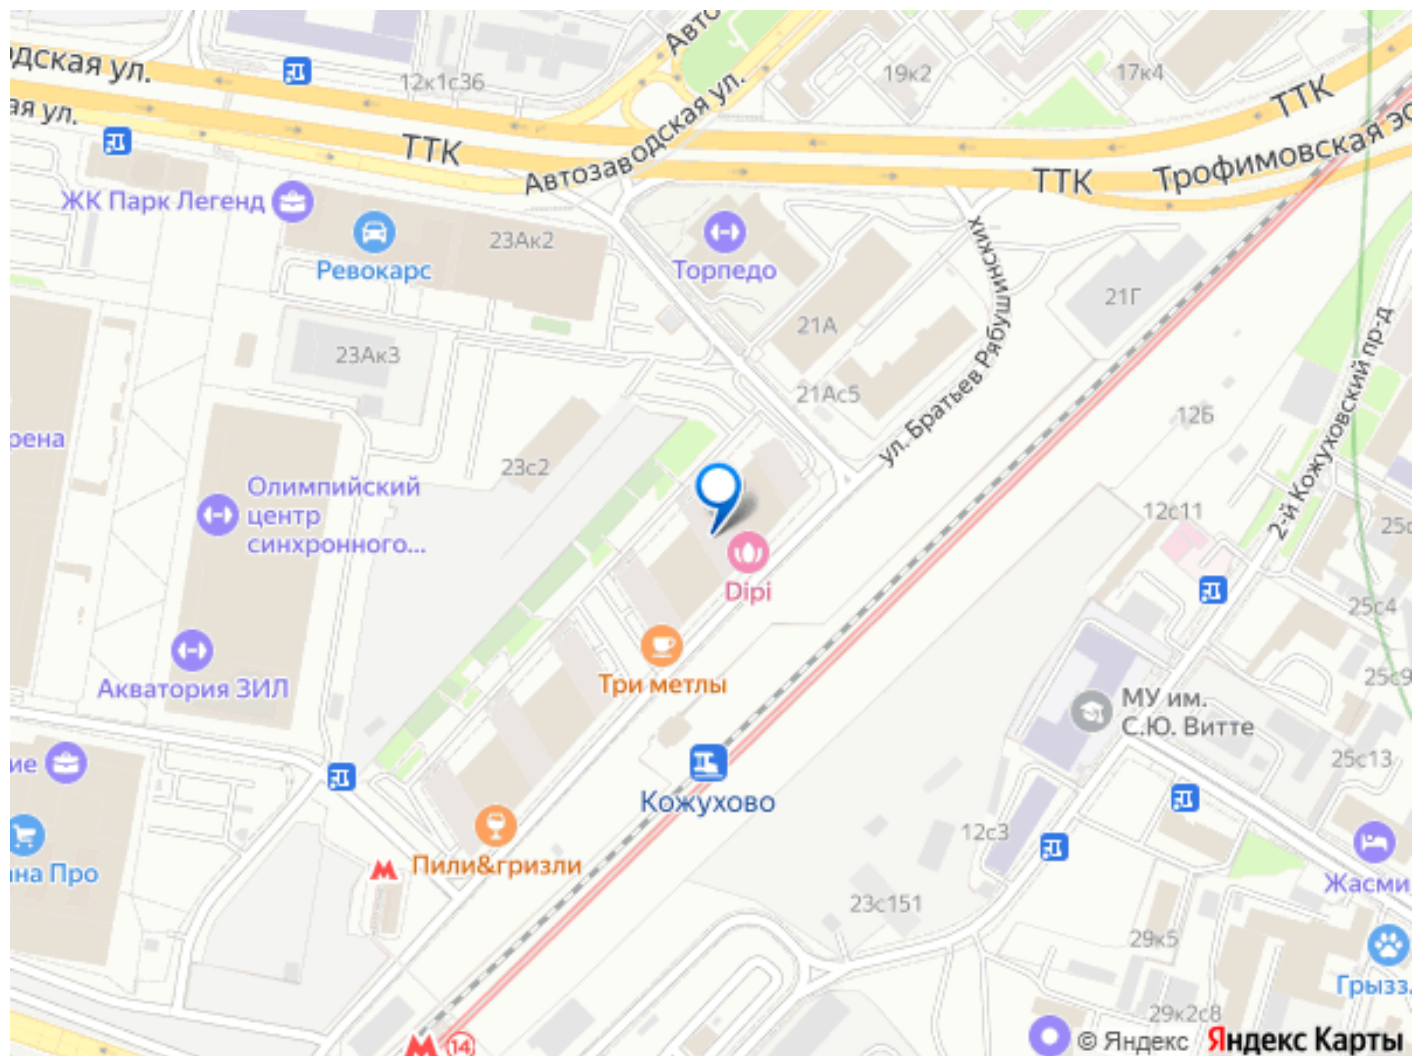 Авто
дская ул.
12к1с36
19к2
17к4
ая ул.
ТТК
ТТК
Автозаводская ул.
ТТК
Трофимовская эс
ЖК Парк Легенд
23Ак2
Ревокарс
Торпедо
21А
21Г
ул. Братьев Рябушинских
2-й Кожуховский пр-д
23Ак3
21Ас5
12Б
рена
23с2
Олимпийский
центр
синхронного...
12с11
25с
Dipi
25с4
Три метлы
Акватория ЗИЛ
25с9
МУ им.
С.Ю. Витте
ие
25с13
Кожухово
12с3
Пили&гризли
ана Про
Жасми
23с151
29к5
Грызз.
29к2с8
14
© Яндекс Яндекс Карты